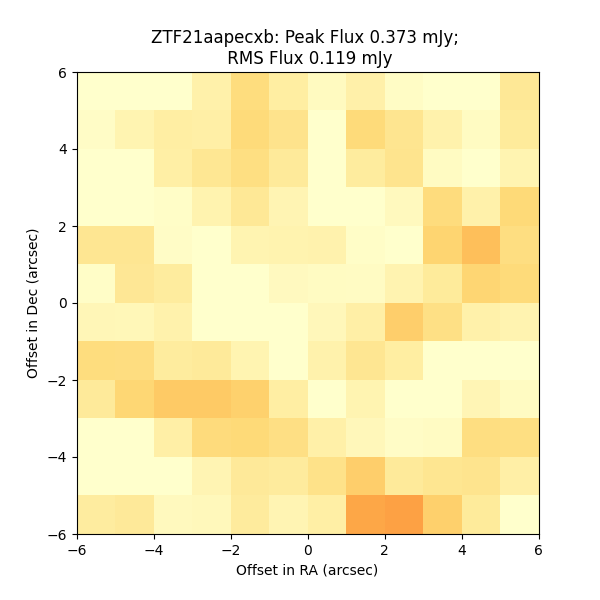 ZTF21aapecxb: Peak Flux 0.373 mJy;
RMS Flux 0.119 mJy
6
4
2
0
−2
−4
−6
Offset in Dec (arcsec)
−6 −4 −2 0 2 4 6
Offset in RA (arcsec)